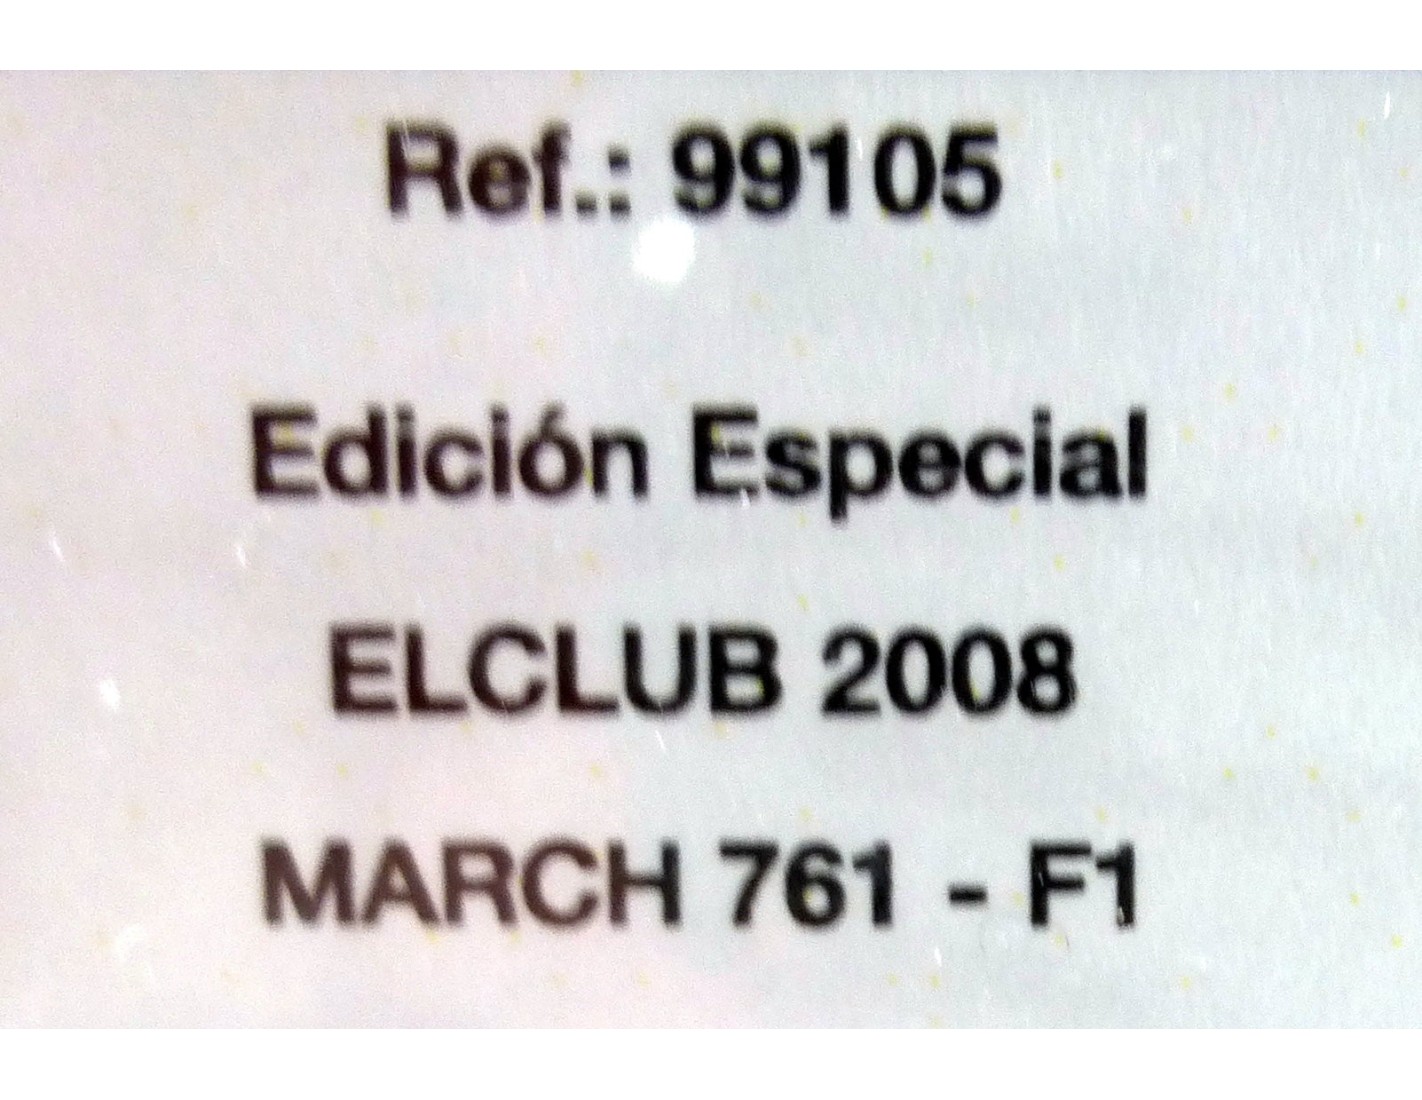 Ref.: 99105
Edición Especial
ELCLUB 2008
MARCH 761 - F1